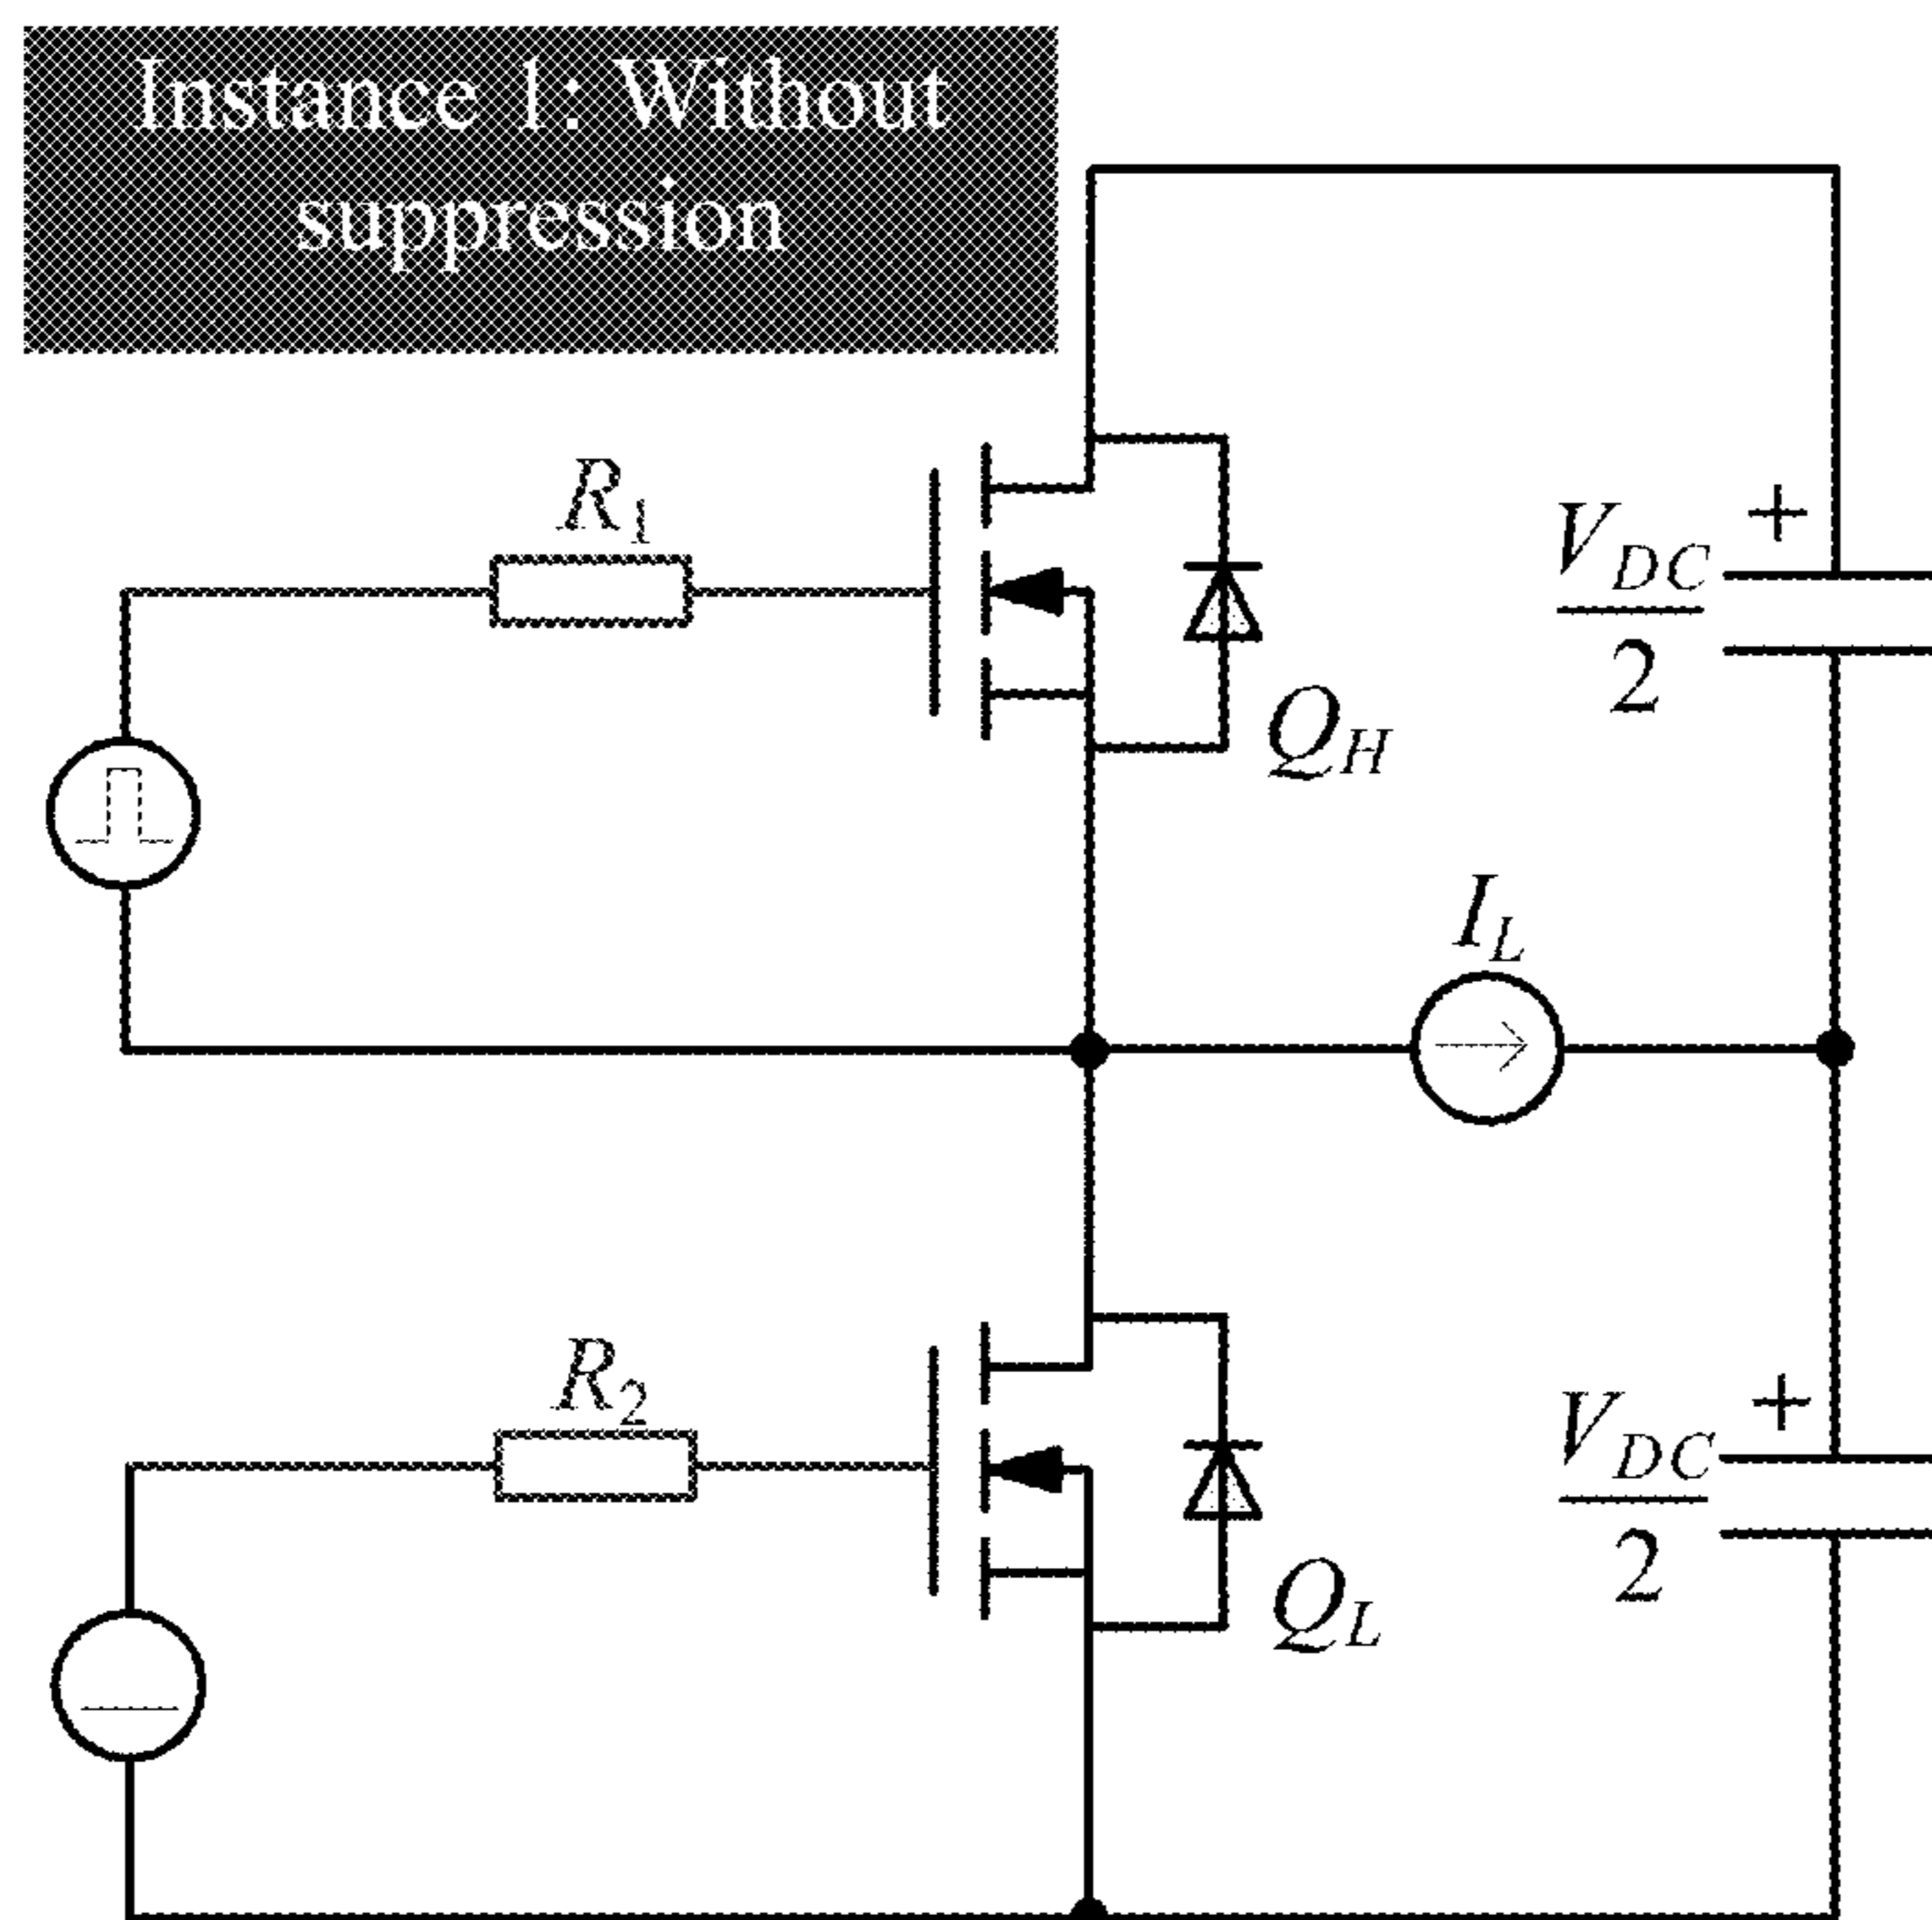 Instance 1: Without
suppression
R1
+
VDC
2
QH
IL
R2
+
VDC
2
QL